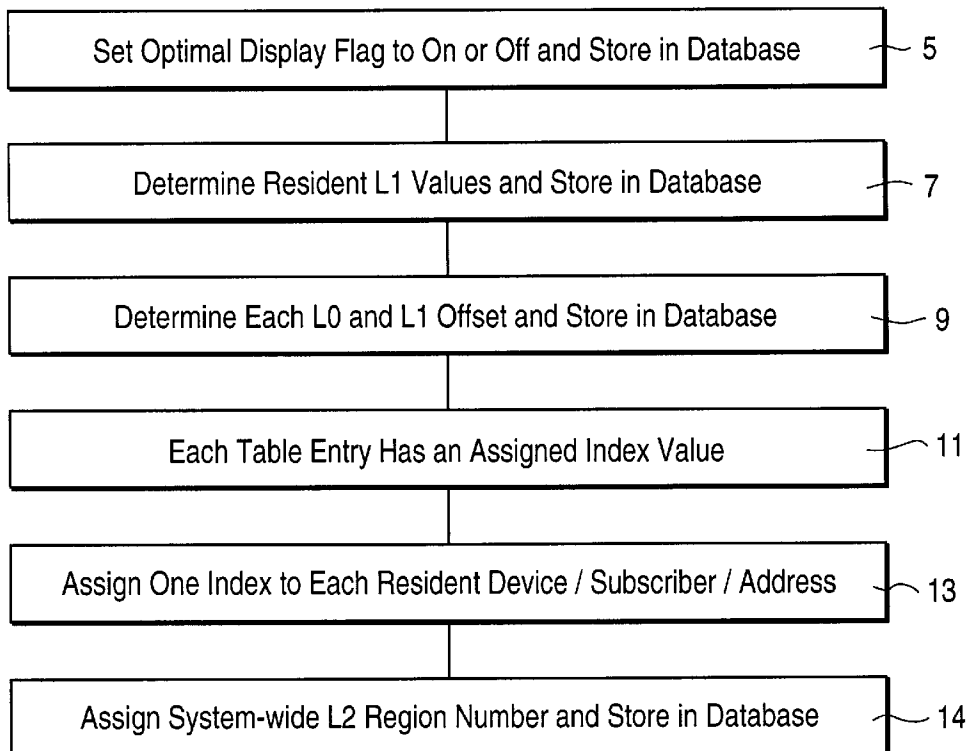 Set Optimal Display Flag to On or Off and Store in Database 5
Determine Resident L1 Values and Store in Database 7
Determine Each L0 and L1 Offset and Store in Database 9
Each Table Entry Has an Assigned Index Value 11
Assign One Index to Each Resident Device / Subscriber / Address 13
Assign System-wide L2 Region Number and Store in Database 14